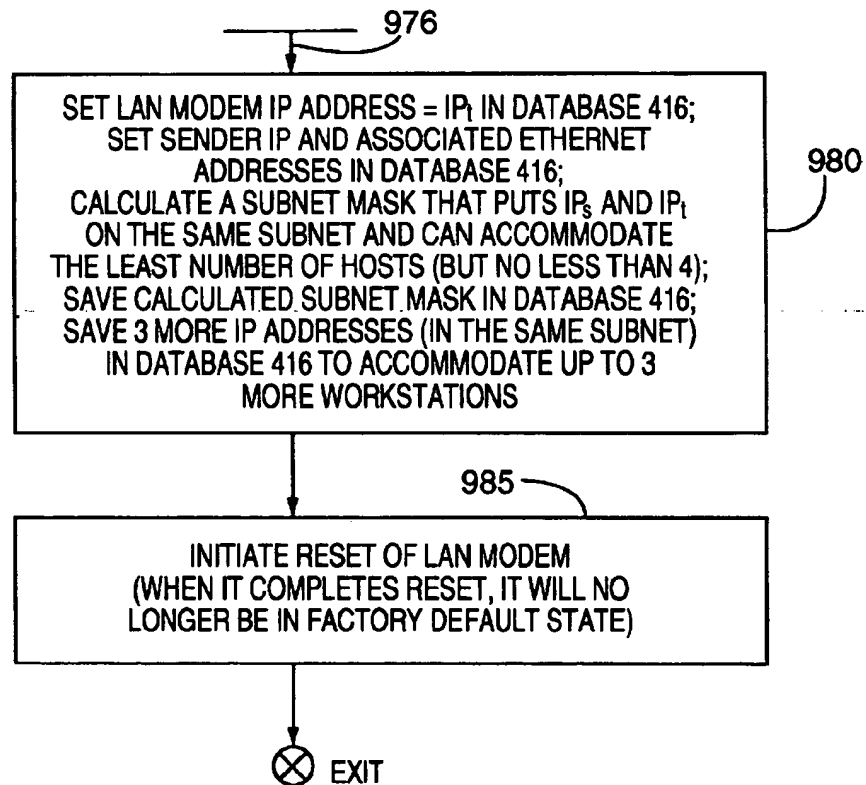 976
SET LAN MODEM IP ADDRESS = IPt IN DATABASE 416;
SET SENDER IP AND ASSOCIATED ETHERNET
ADDRESSES IN DATABASE 416;
980
CALCULATE A SUBNET MASK THAT PUTS IPs AND IPt
ON THE SAME SUBNET AND CAN ACCOMMODATE
THE LEAST NUMBER OF HOSTS (BUT NO LESS THAN 4);
SAVE CALCULATED SUBNET MASK IN DATABASE 416;
SAVE 3 MORE IP ADDRESSES (IN THE SAME SUBNET)
IN DATABASE 416 TO ACCOMMODATE UP TO 3
MORE WORKSTATIONS
985
INITIATE RESET OF LAN MODEM
(WHEN IT COMPLETES RESET, IT WILL NO
LONGER BE IN FACTORY DEFAULT STATE)
EXIT